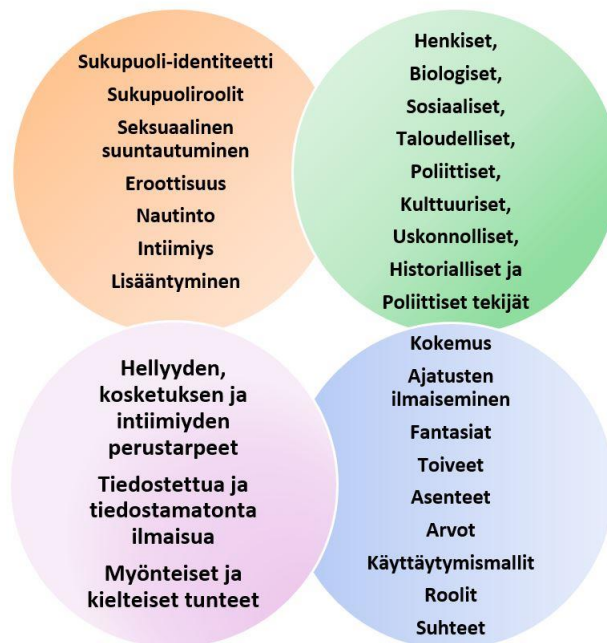 Sukupuoli-identiteetti
Sukupuoliroolit
Seksuaalinen
suuntautuminen
Eroottisuus
Nautinto
Intiimiys
Lisääntyminen
Henkiset,
Biologiset,
Sosiaaliset,
Taloudelliset,
Poliittiset,
Kulttuuriset,
Uskonnolliset,
Historialliset ja
Poliittiset tekijät
Hellyyden,
kosketuksen ja
intiimiyden
perustarpeet
Tiedostettua ja
tiedostamatonta
ilmaisua
Myönteiset ja
kielteiset tunteet
Kokemus
Ajatusten
ilmaiseminen
Fantasiat
Toiveet
Asenteet
Arvot
Käyttäytymismallit
Roolit
Suhteet